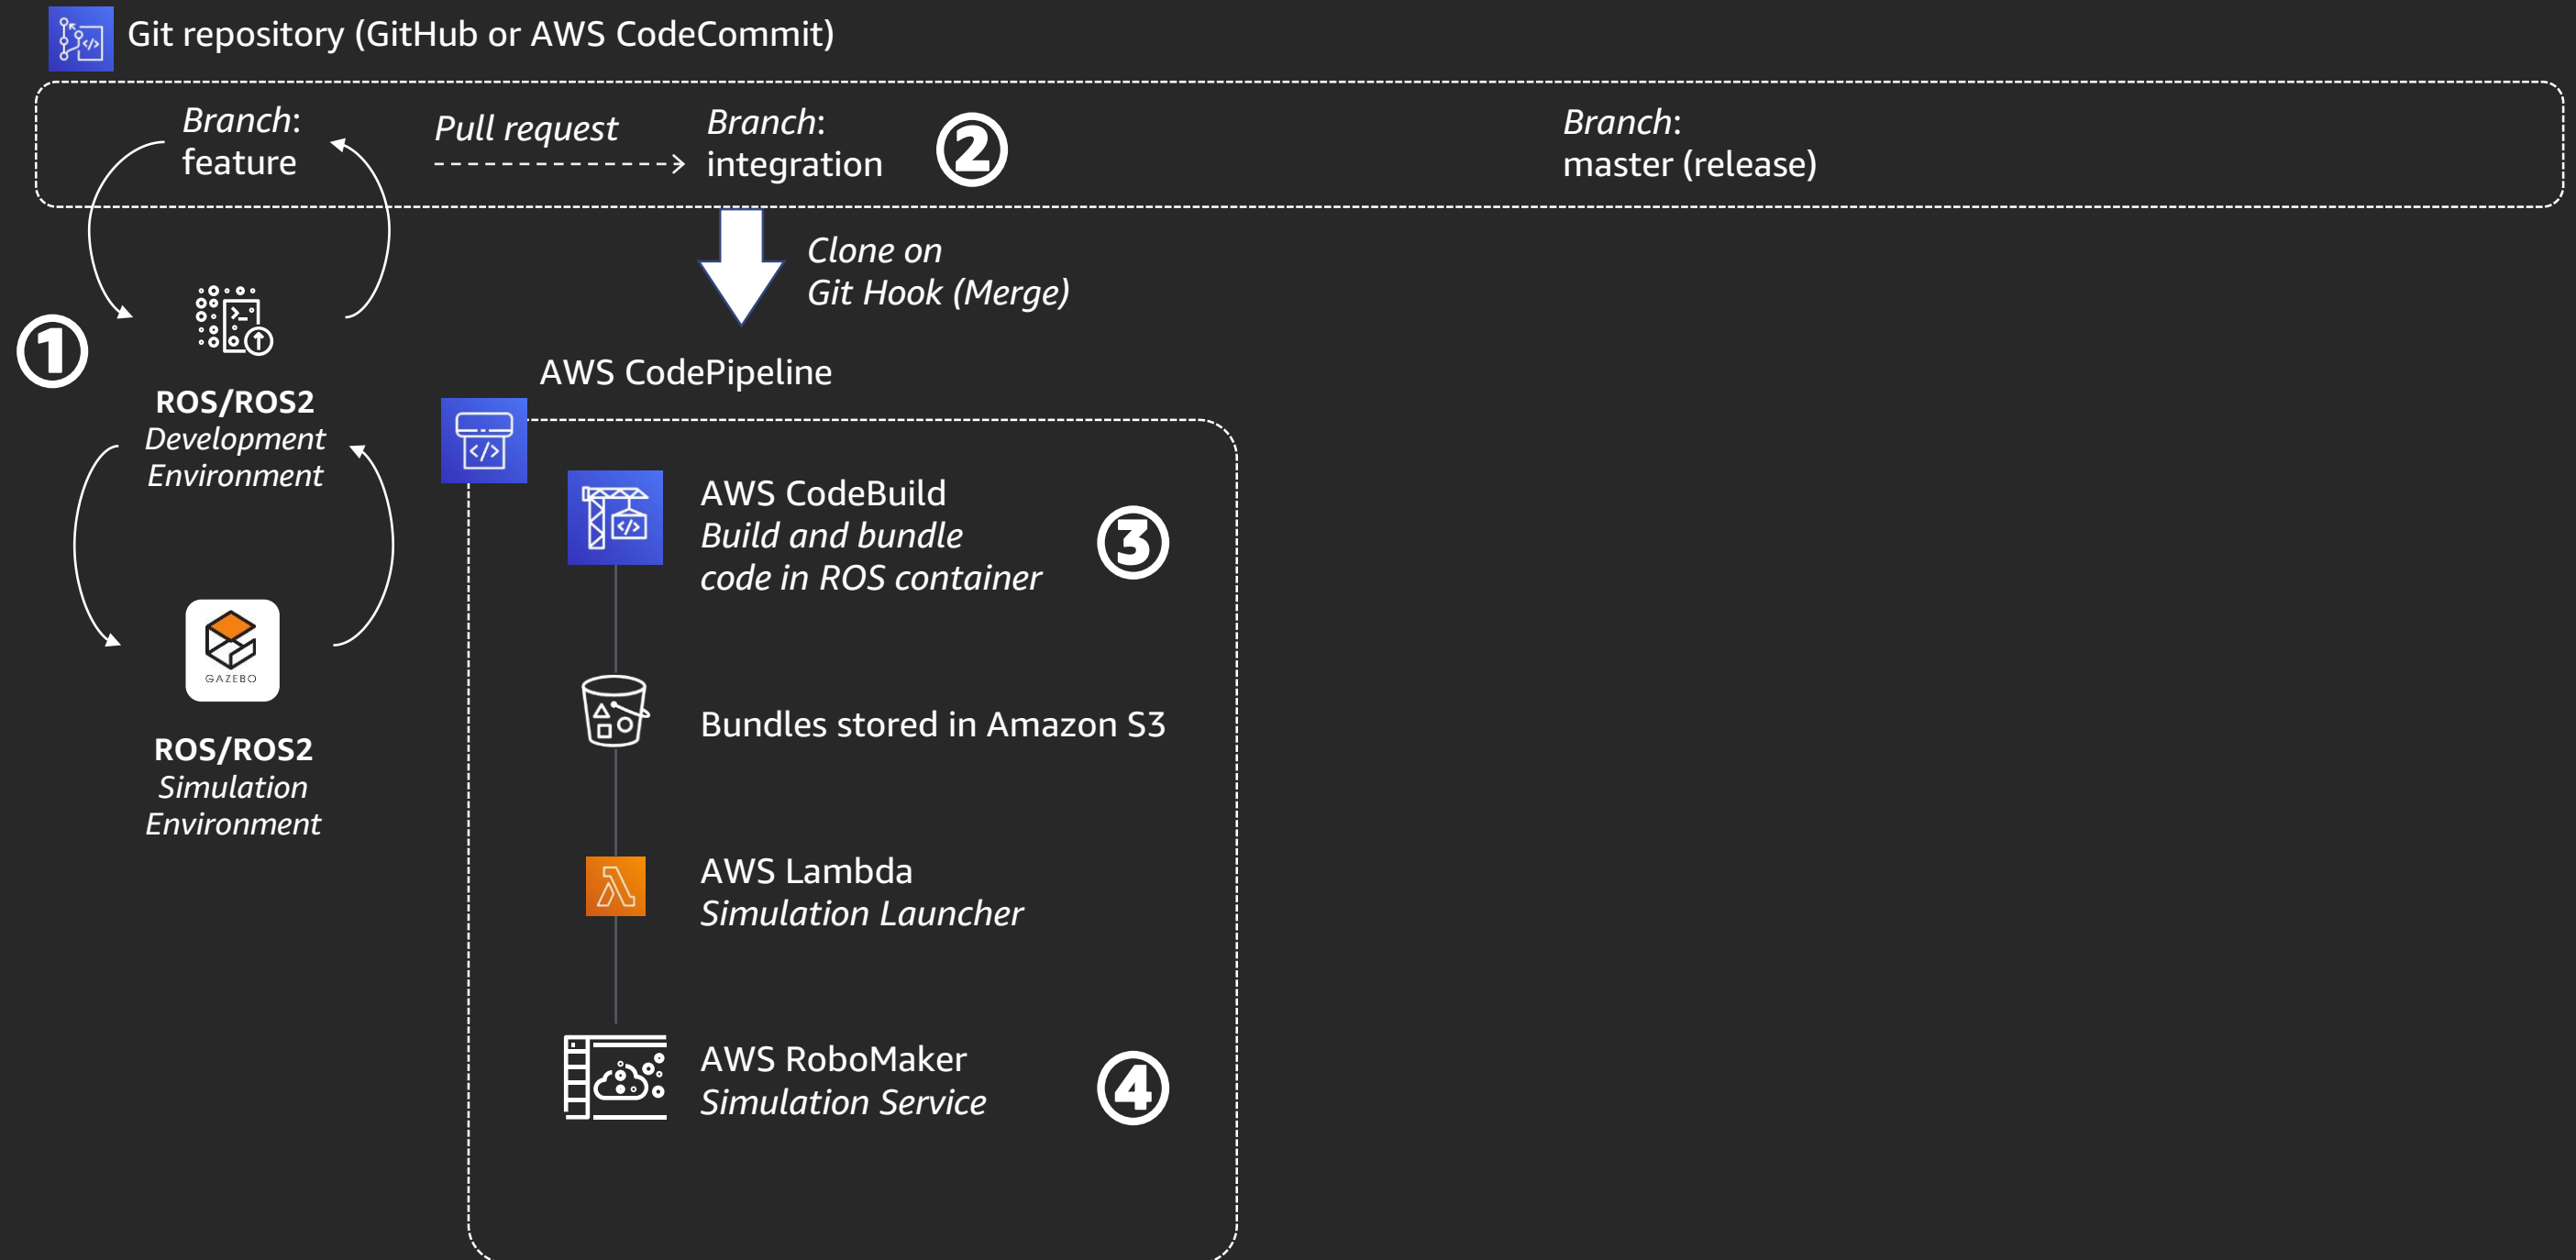 Git repository (GitHub or AWS CodeCommit)
Branch:
feature
Pull request
Branch:
integration
2
Branch:
master (release)
Clone on
Git Hook (Merge)
1
ROS/ROS2
Development
Environment
GAZEBO
ROS/ROS2
Simulation
Environment
AWS CodePipeline
AWS CodeBuild
Build and bundle
code in ROS container
3
Bundles stored in Amazon S3
AWS Lambda
Simulation Launcher
AWS RoboMaker
Simulation Service
4